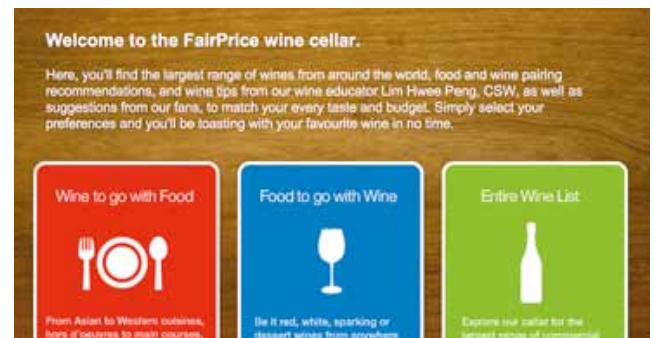 Welcome to the FairPrice wine cellar.
Here, you'll find the largest range of wines from around the world, food and wine pairing
recommendations, and wine tips from our wine educator Lim Hwee Peng, CSW, as well as
suggestions from our fans, to match your every taste and budget. Simply select your
preferences and you'll be toasting with your favourite wine in no time.
Wine to go with Food
Food to go with Wine
Entire Wine List
From Asian to Western cuisines,
hors d'oeuvres to main courses,
Be it red, white, sparking or
dessert wines from anywhere
Explore our cellar for the
largest range of commercial